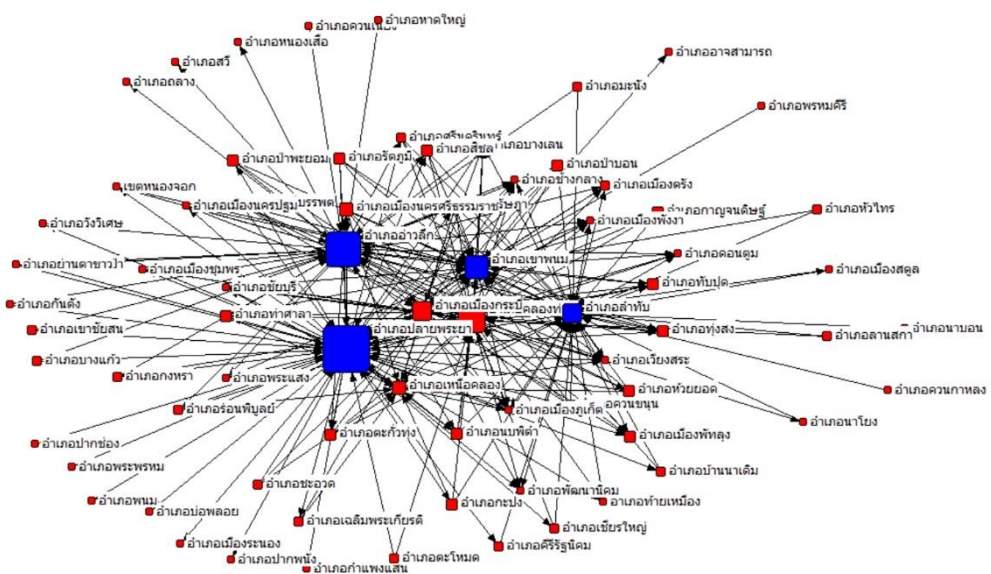 อำเภอหาดใหญ่
อำเภอหนองเสือ
อำเภอสวี
อำเภออาจสามารถ
อำเภอถลาง
อำเภอมะนัง
อำเภอพรหมคีรี
อำเภอศรีนครินทร์
อำเภอบางเลน
อำเภอสิชล
อำเภอป่าพะยอม
อำเภอรัตภูมิ
อำเภอป่าบอน
อำเภอช้างกลาง
อำเภอเมืองตรัง
เขตหนองจอก
อำเภอเมืองนครปฐม
อำเภอเมืองนครศรีธรรมราช
อำเภอกาญจนดิษฐ์
อำเภอหัวไทร
อำเภอวังวิเศษ
อำเภอเมืองพังงา
อำเภออ่าวลึก
อำเภอดอนตูม
อำเภอย่านตาขาว
อำเภอเมืองชุมพร
อำเภอเขาพนม
อำเภอเมืองสตูล
อำเภอชัยบุรี
อำเภอทับปุด
อำเภอกันตัง
อำเภอเมืองกระบี่
อำเภอลำทับ
อำเภอท่าศาลา
อำเภอเขาชัยสน
อำเภอปลายพระยา
อำเภอทุ่งสง
อำเภอนาบอน
อำเภอลานสกา
อำเภอบางแก้ว
อำเภอเวียงสระ
อำเภอกงหรา
อำเภอพระแสง
อำเภอเหนือคลอง
อำเภอห้วยยอด
อำเภอควนกาหลง
ควนขนุน
อำเภอร่อนพิบูลย์
อำเภอเมืองภูเก็ต
อำเภอนาโยง
อำเภอตะกั่วทุ่ง
อำเภอนบพิตำ
อำเภอเมืองพัทลุง
อำเภอปากช่อง
อำเภอพระพรหม
อำเภอบ้านนาเดิม
อำเภอชะอวด
อำเภอพัฒนานิคม
อำเภอพนม
อำเภอกะปง
อำเภอท้ายเหมือง
อำเภอบ่อพลอย
อำเภอเฉลิมพระเกียรติ
อำเภอเชียรใหญ่
อำเภอเมืองระนอง
อำเภอคีรีรัฐนิคม
อำเภอปากพนัง
อำเภอตะโหมด
อำเภอกำแพงแสน